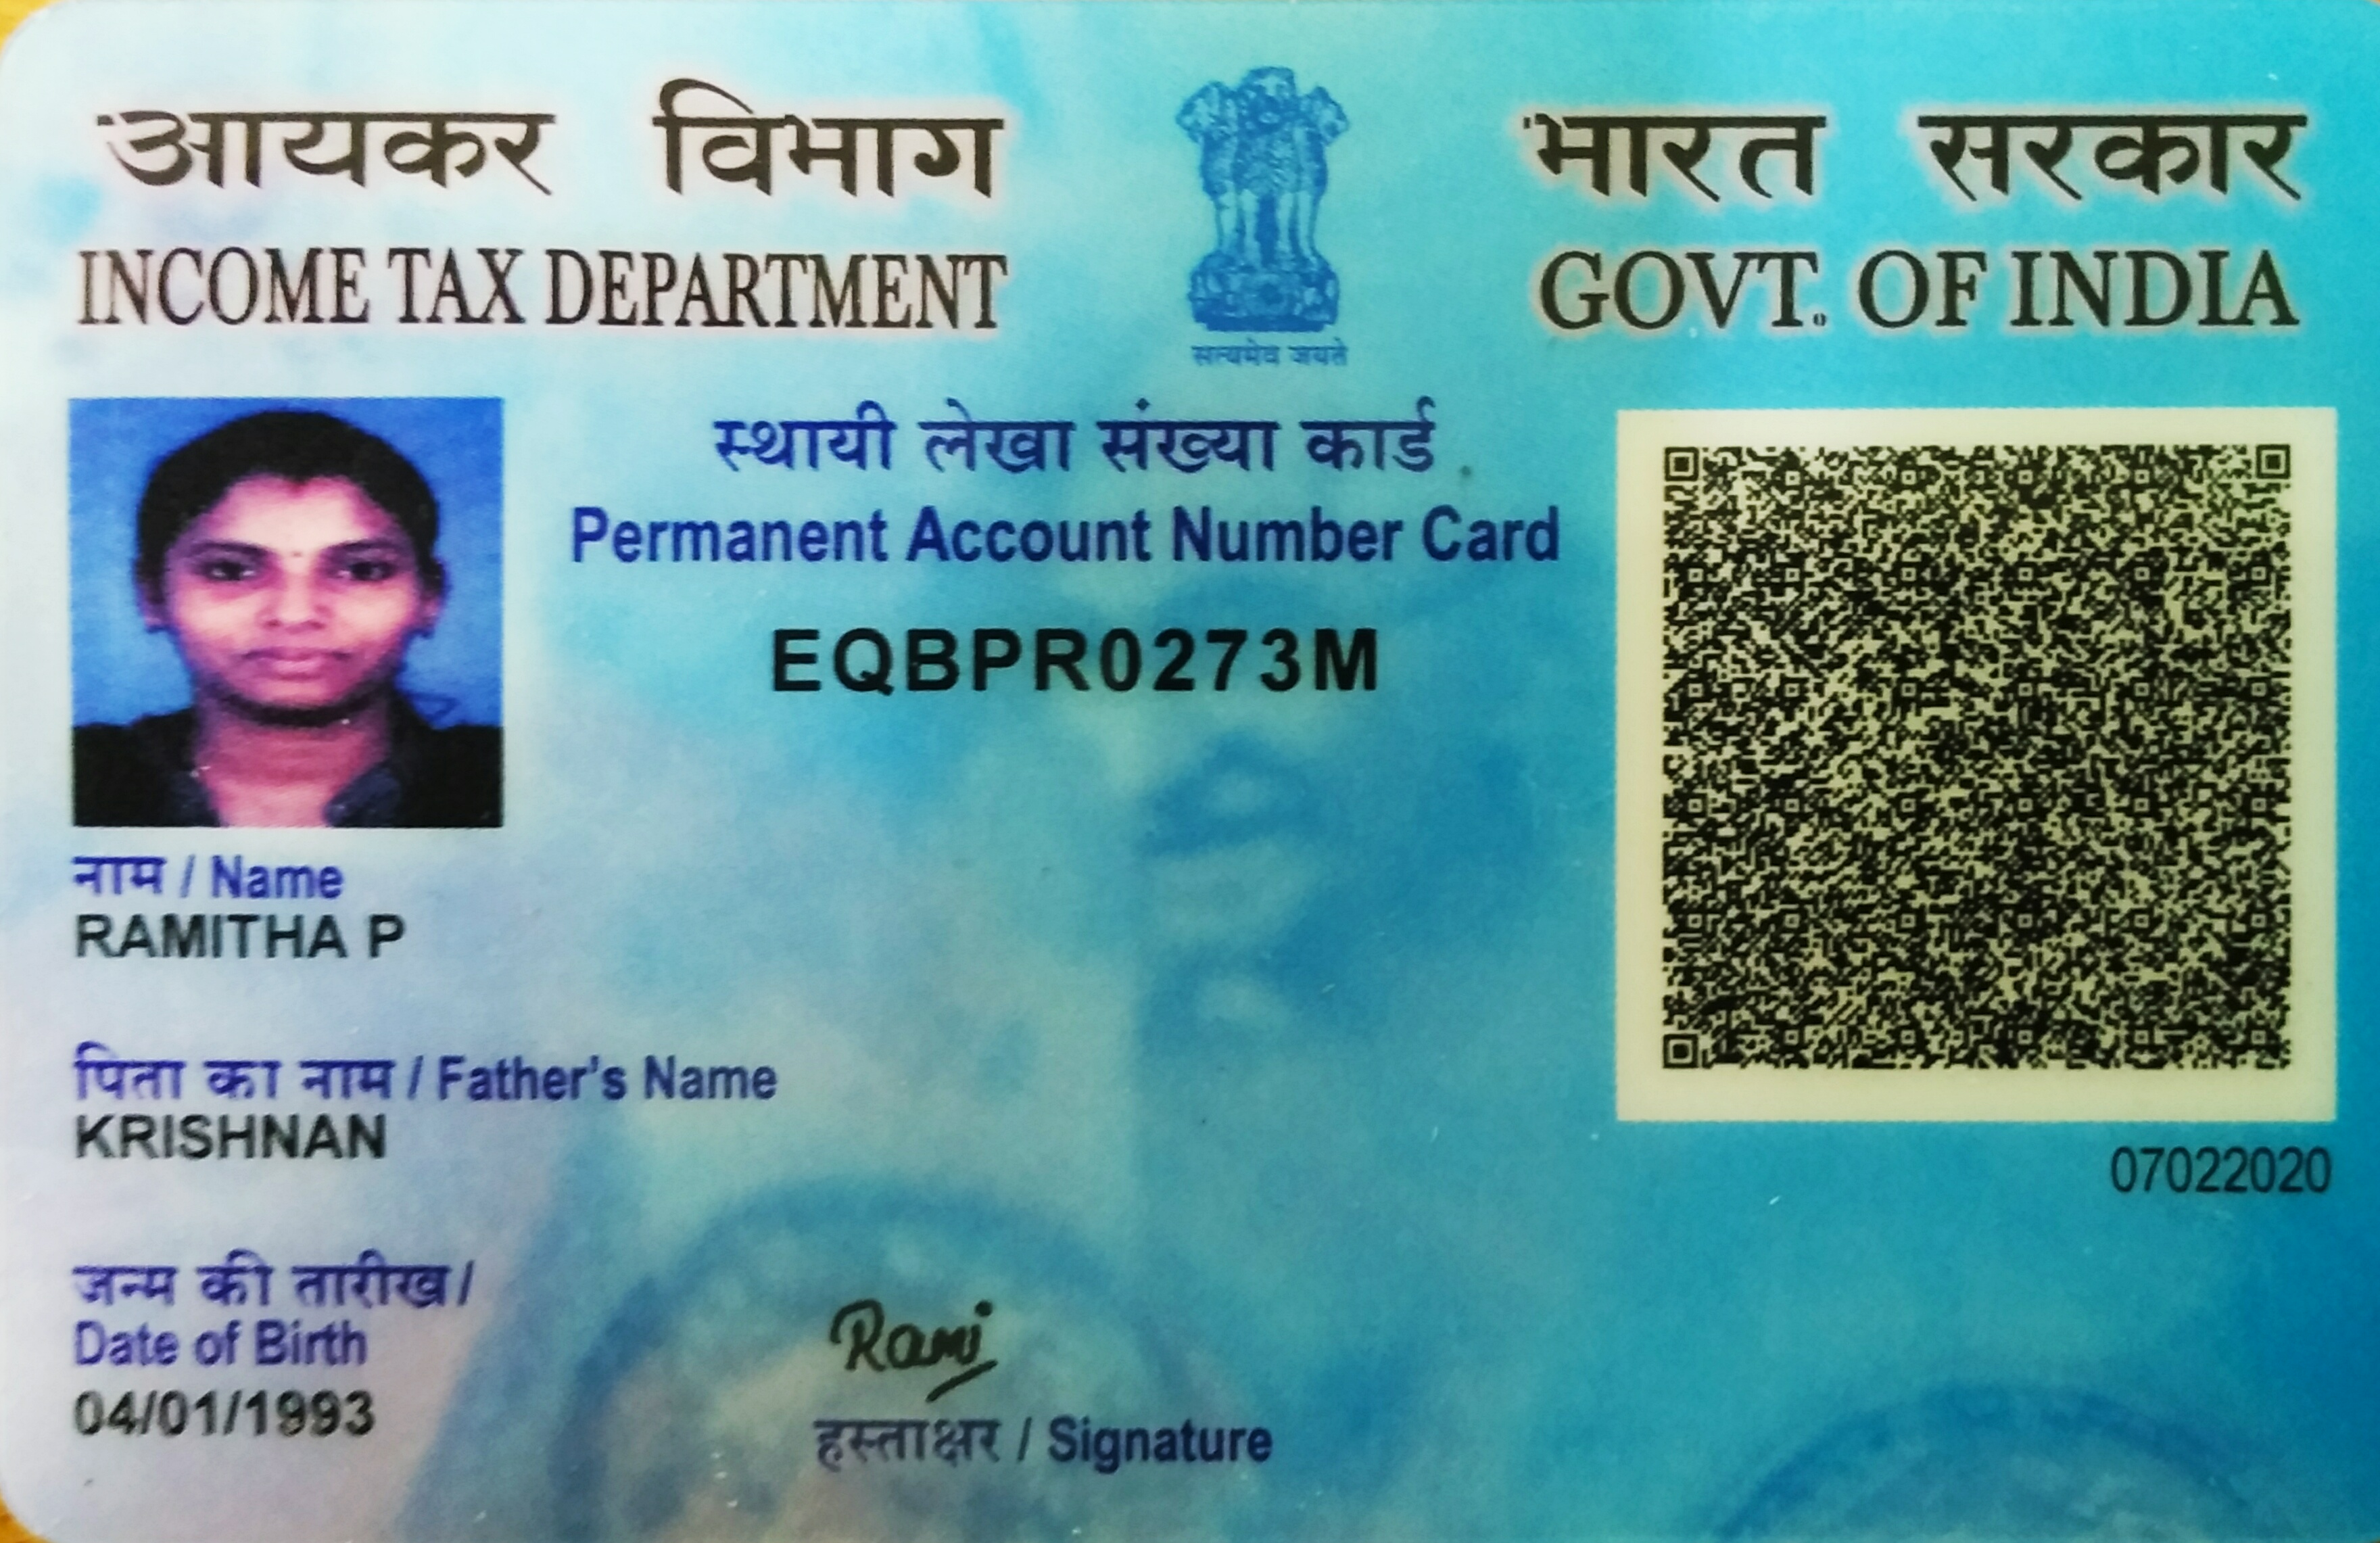 आयकर विभाग
INCOME TAX DEPARTMENT
सत्यमेव जयते
भारत सरकार
GOVT. OF INDIA
स्थायी लेखा संख्या कार्ड
Permanent Account Number Card
EQBPR0273M
नाम / Name
RAMITHA P
पिता का नाम / Father's Name
KRISHNAN
07022020
जन्म की तारीख /
Date of Birth
04/01/1993
Rami
हस्ताक्षर / Signature